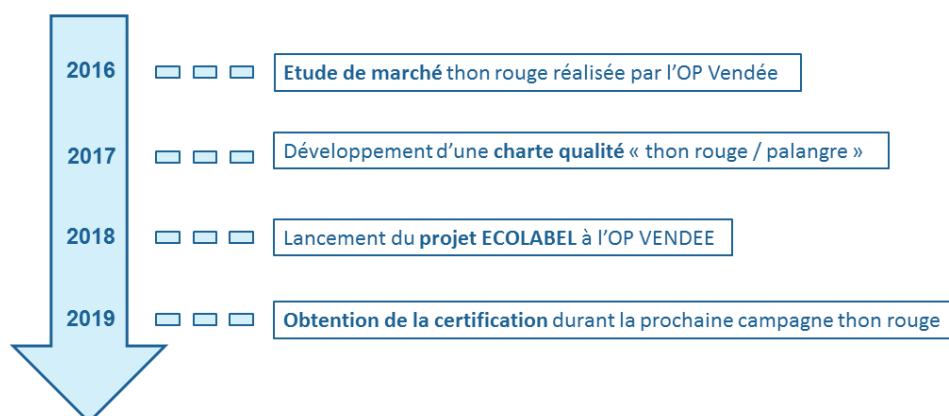 2016
Etude de marché thon rouge réalisée par l'OP Vendée
2017
Développement d'une charte qualité « thon rouge / palangre »
2018
Lancement du projet ECOLABEL à l'OP VENDEE
2019
Obtention de la certification durant la prochaine campagne thon rouge